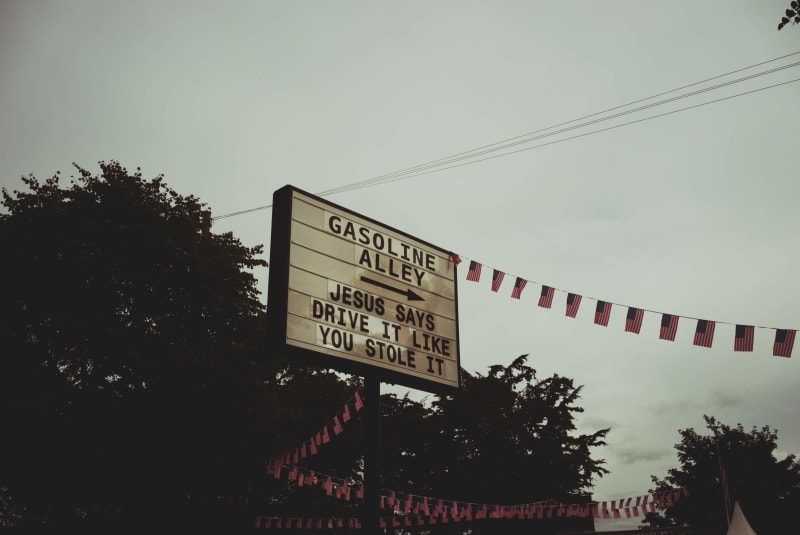 GASOLINE
ALLEY
JESUS SAYS
DRIVE IT LIKE
YOU STOLE IT